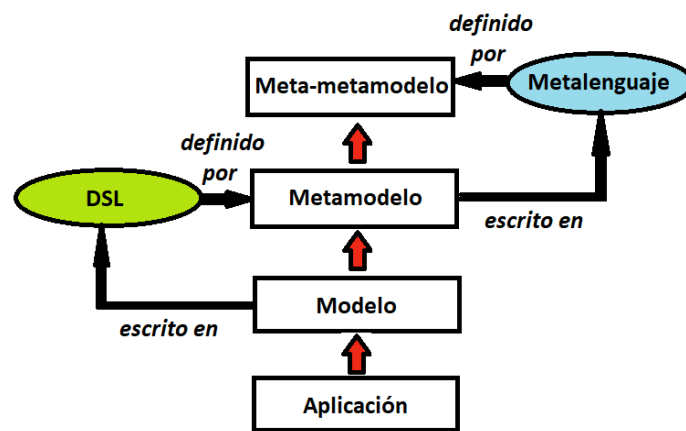 definido
por
Meta-metamodelo
Metalenguaje
definido
por
DSL
Metamodelo
escrito en
Modelo
escrito en
Aplicación